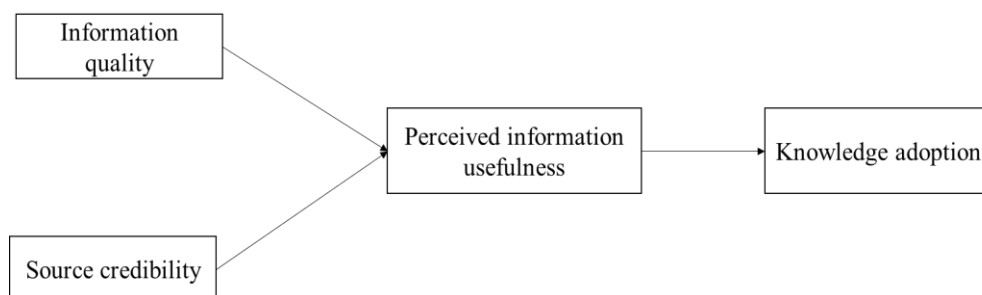 Information
quality
Perceived information
usefulness
Knowledge adoption
Source credibility